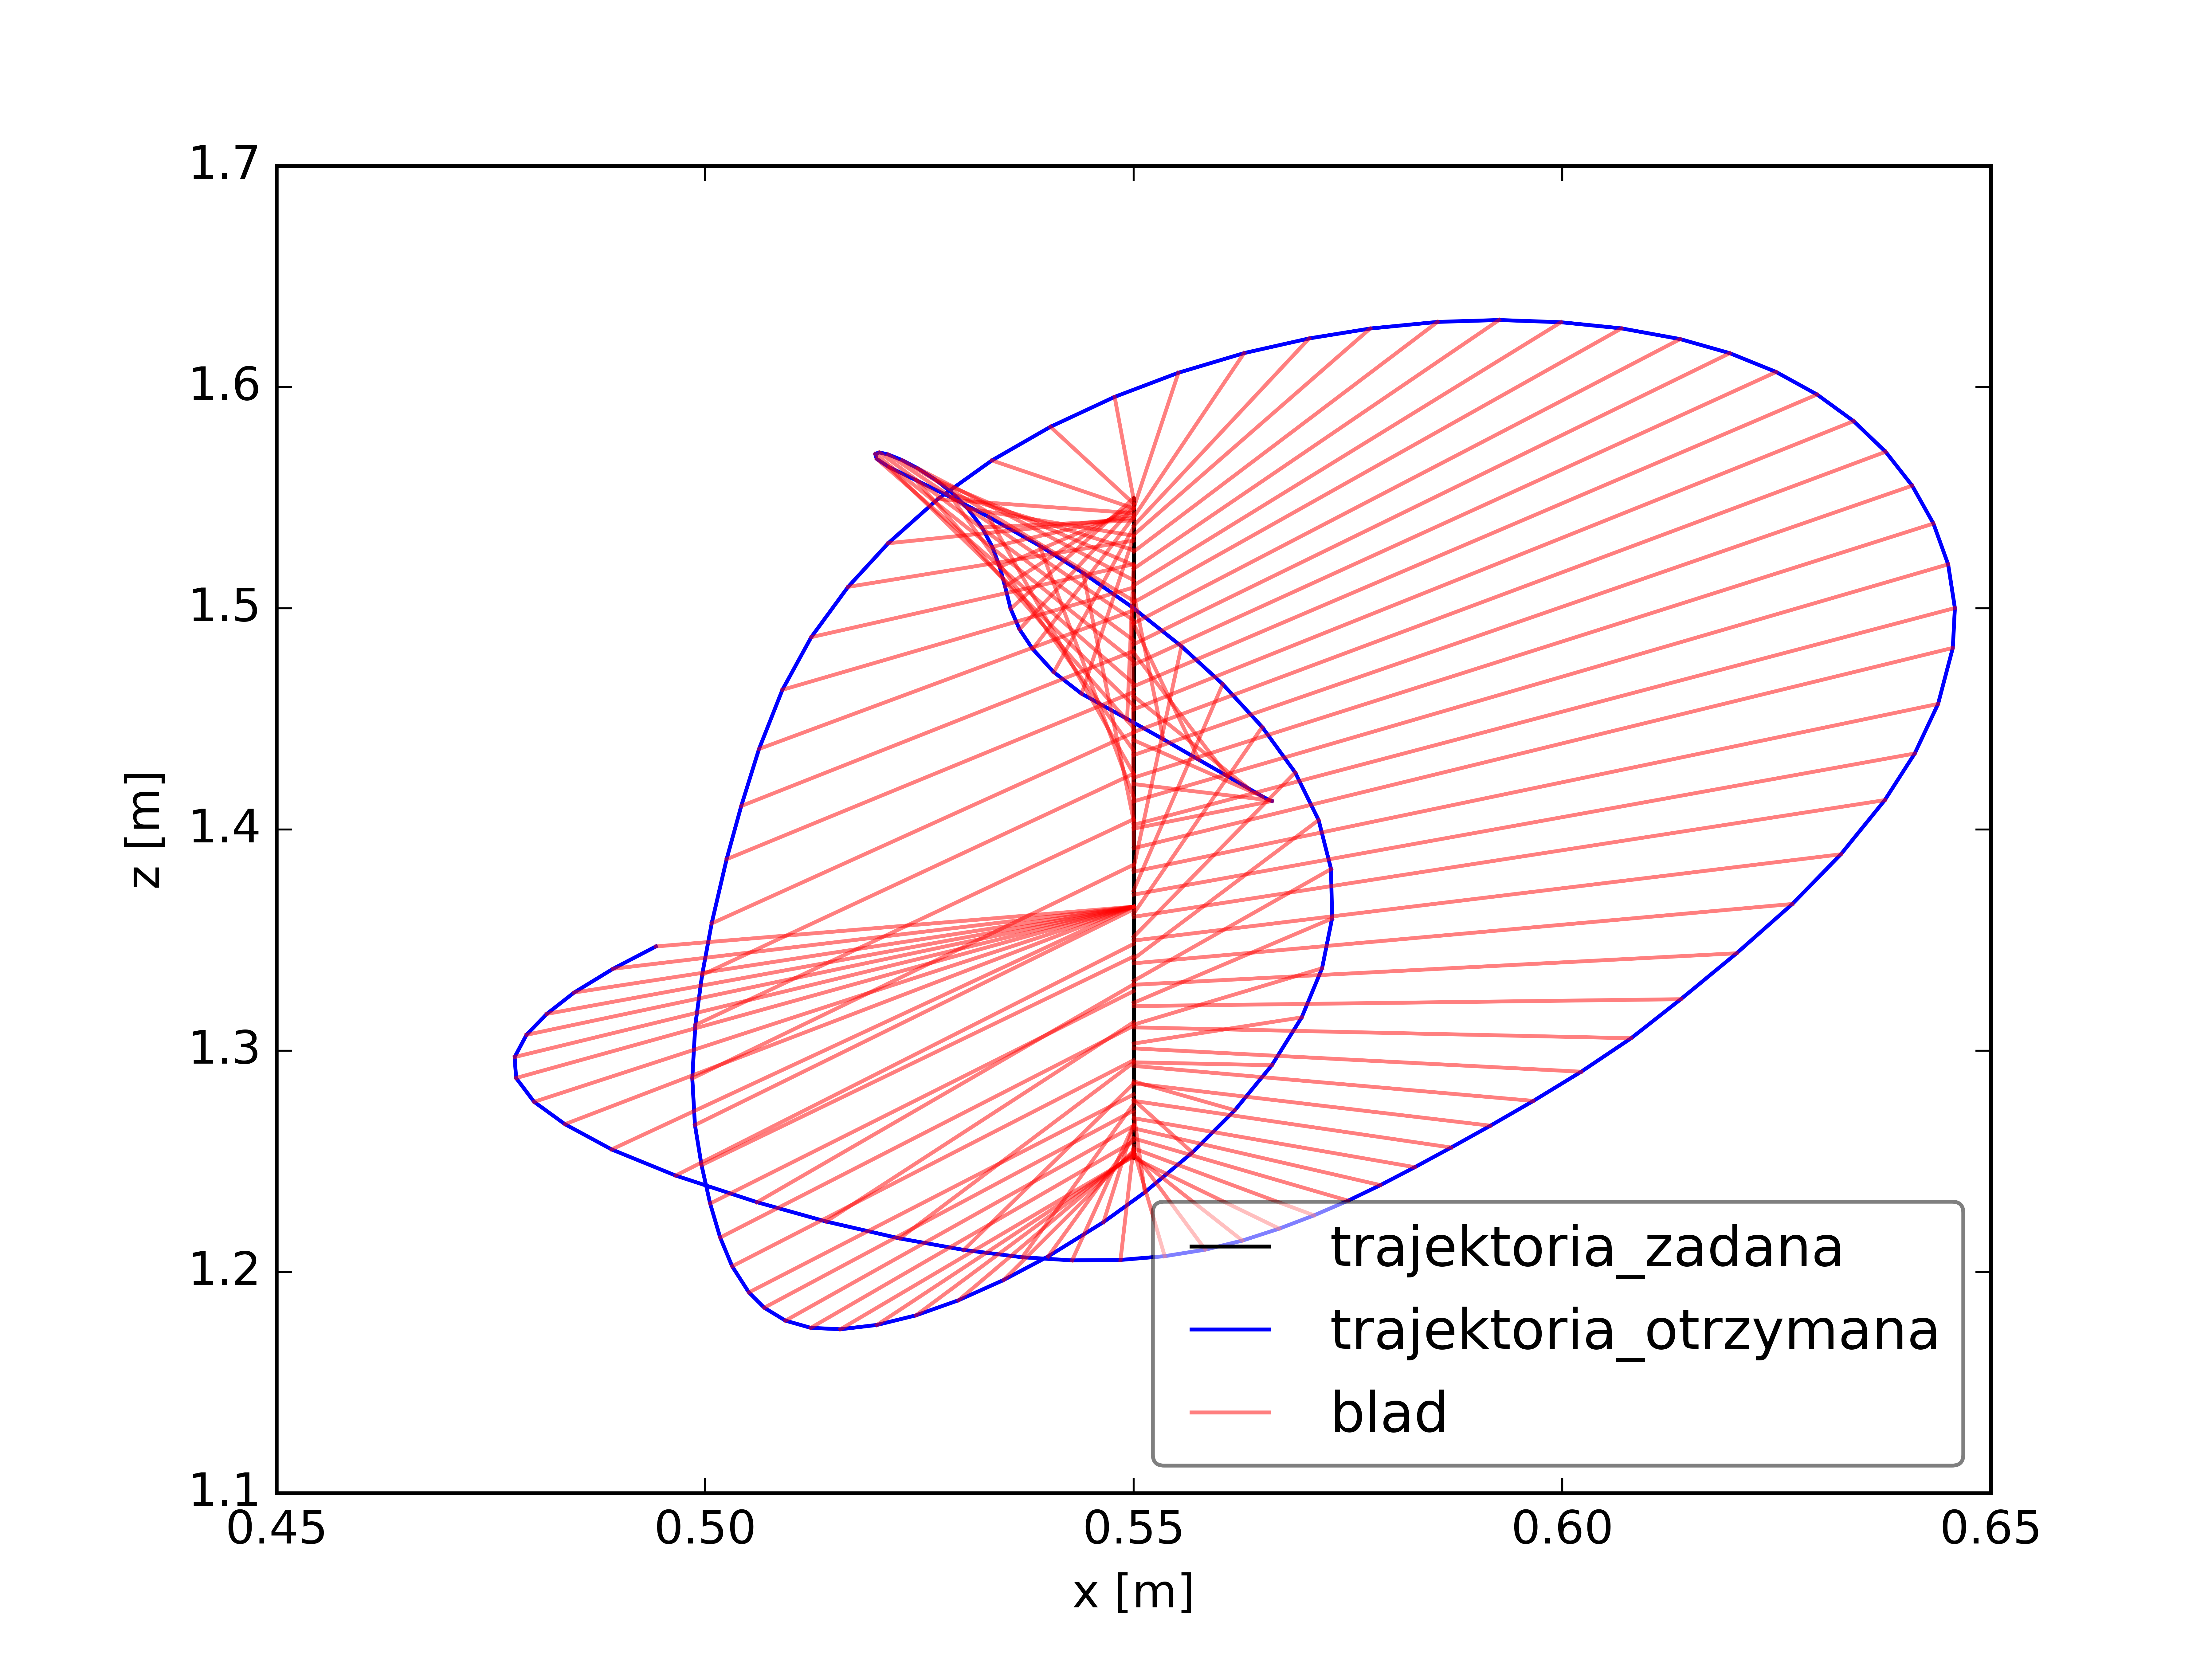 1.7
1.6
1.5
1.4
1.3
1.2
1.1
z [m]
0.45 0.50 0.55 0.60 0.65
x [m]
trajektoria_zadana
trajektoria_otrzymana
blad